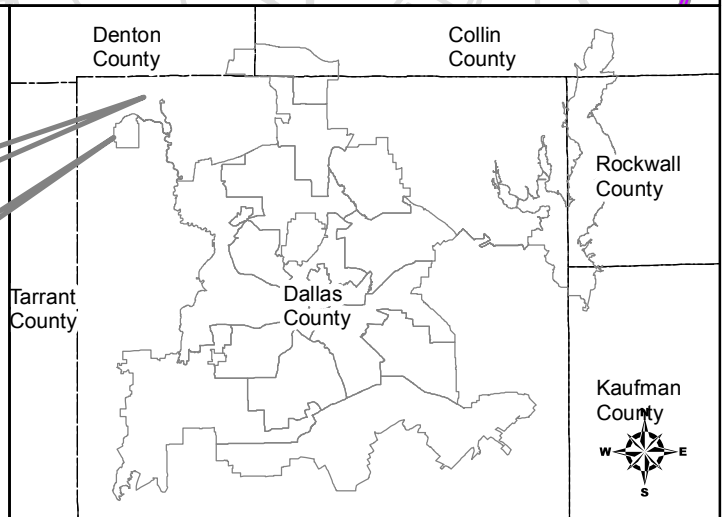 Denton
County
Collin
County
Rockwall
County
Tarrant
County
Dallas
County
Kaufman
County
N
W
E
S